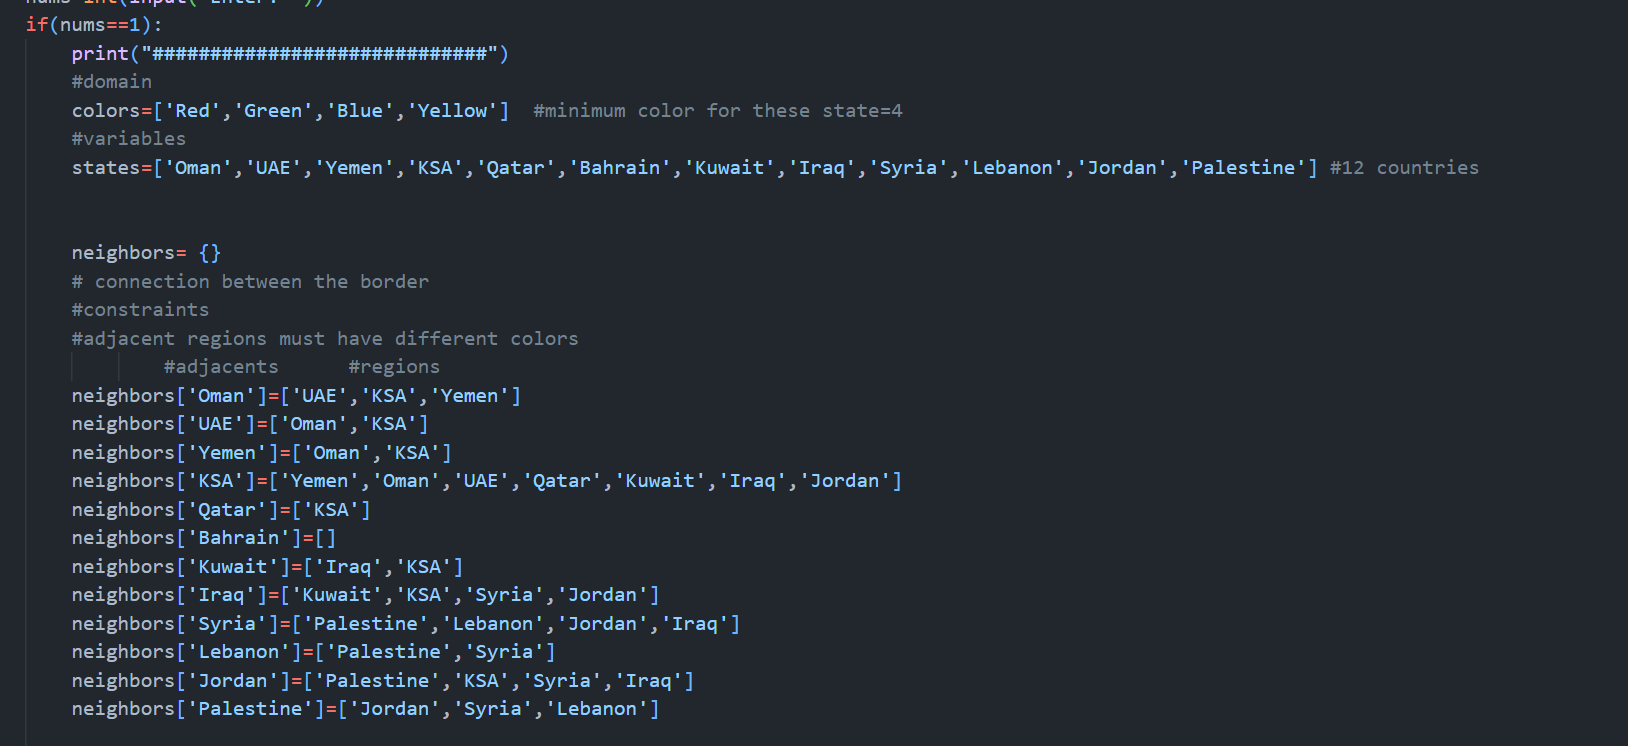 nums=int(input("Enter: "))
if(nums==1):
print("#############################")
#domain
colors=['Red','Green','Blue','Yellow'] #minimum color for these state=4
#variables
states=['Oman','UAE','Yemen','KSA','Qatar','Bahrain','Kuwait','Iraq','Syria','Lebanon','Jordan','Palestine'] #12 countries
neighbors= {}
# connection between the border
#constraints
#adjacent regions must have different colors
#adjacents #regions
neighbors['Oman']=['UAE','KSA','Yemen']
neighbors['UAE']=['Oman','KSA']
neighbors['Yemen']=['Oman','KSA']
neighbors['KSA']=['Yemen','Oman','UAE','Qatar','Kuwait','Iraq','Jordan']
neighbors['Qatar']=['KSA']
neighbors['Bahrain']=[]
neighbors['Kuwait']=['Iraq','KSA']
neighbors['Iraq']=['Kuwait','KSA','Syria','Jordan']
neighbors['Syria']=['Palestine','Lebanon','Jordan','Iraq']
neighbors['Lebanon']=['Palestine','Syria']
neighbors['Jordan']=['Palestine','KSA','Syria','Iraq']
neighbors['Palestine']=['Jordan','Syria','Lebanon']